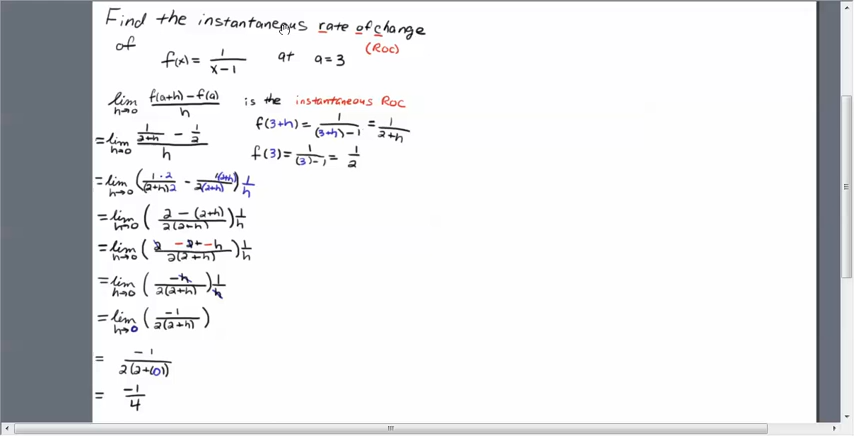 Find the instantaneous rate of change
(RoC)
of f(x) = 1/(x-1) at a = 3
lim h→0 (f(a+h) - f(a))/h is the instantaneous RoC
f(3+h) = 1/((3+h)-1) = 1/(2+h)
= lim h→0 (1/(2+h) - 1/2)/h
f(3) = 1/((3)-1) = 1/2
= lim h→0 (1·2/((2+h)2) - 1(2+h)/(2(2+h))) 1/h
= lim h→0 ((2 - (2+h))/(2(2+h))) 1/h
= lim h→0 ((2 - 2 + -h)/(2(2+h))) 1/h
= lim h→0 (-h/(2(2+h))) 1/h
= lim h→0 (-1/(2(2+h)))
= -1/(2(2+(0)))
= -1/4